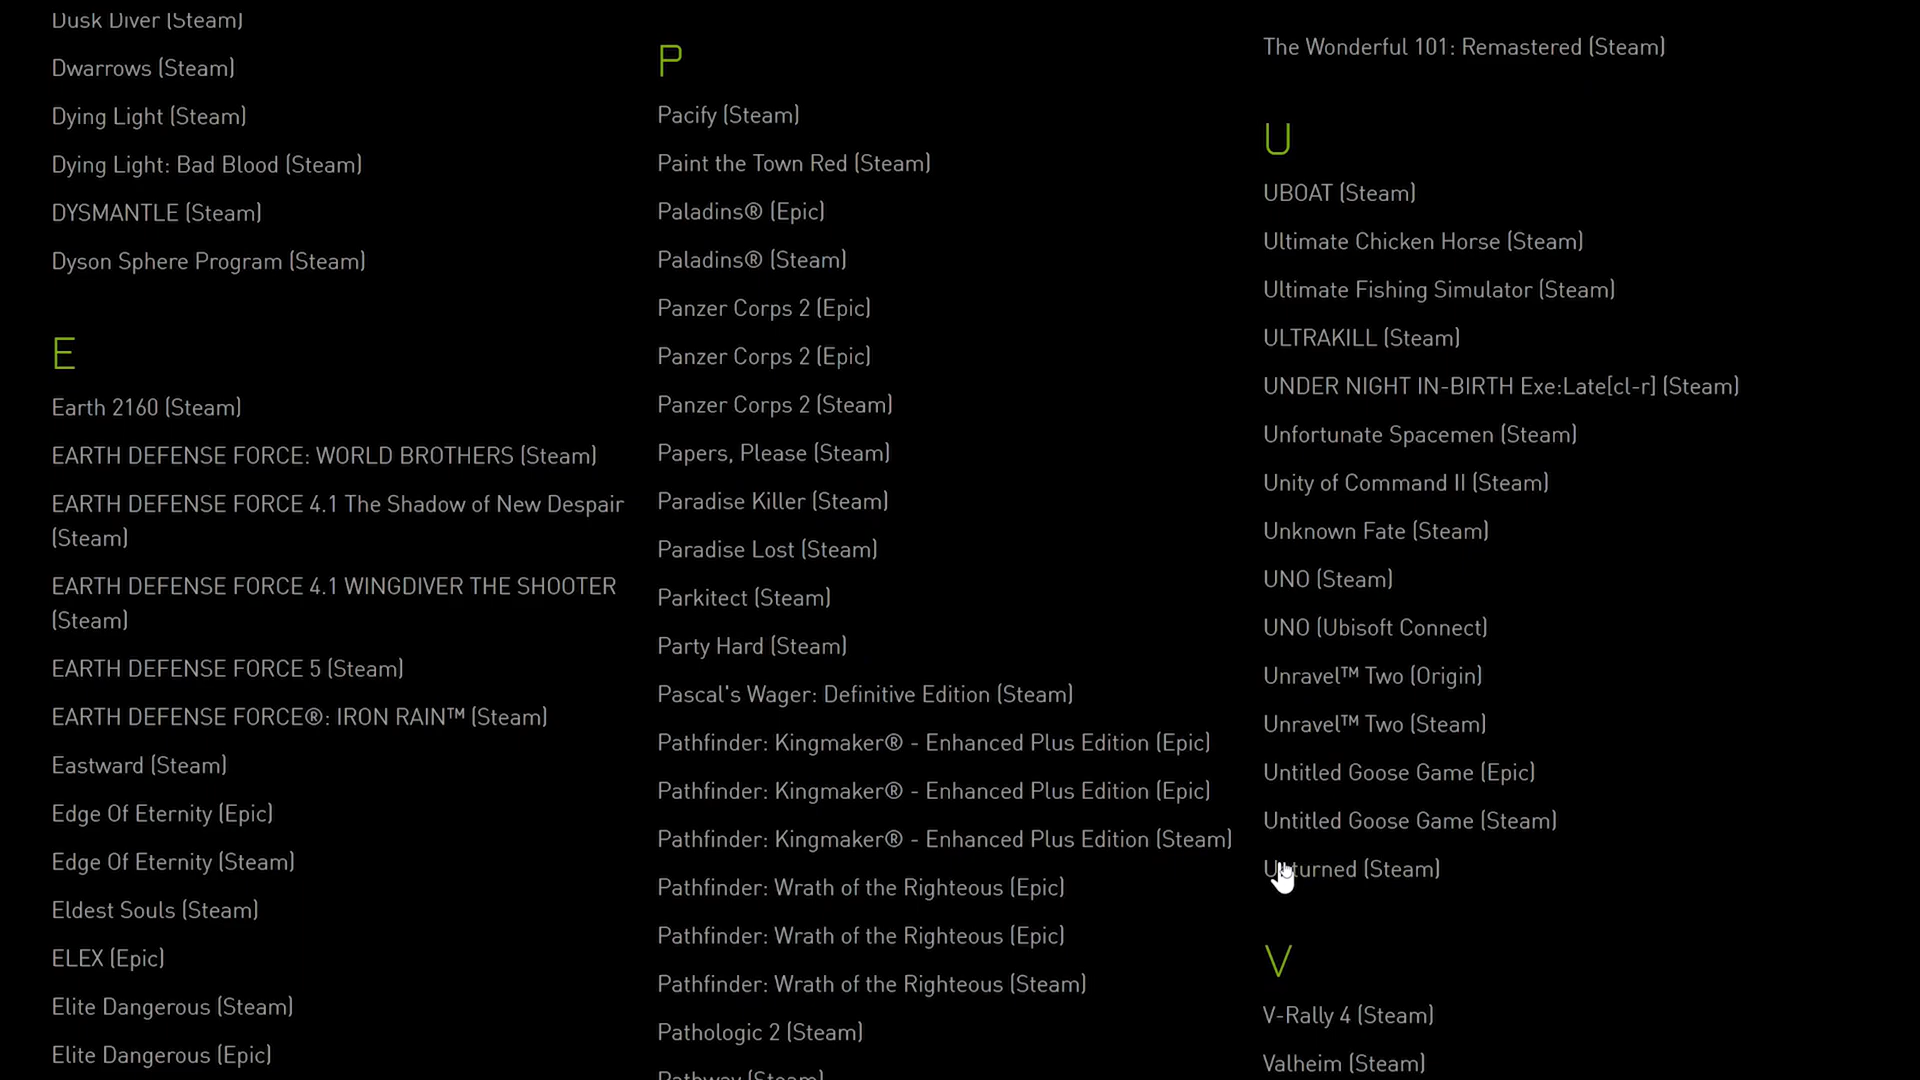 Dusk Diver (Steam)
Dwarrows (Steam)
Dying Light (Steam)
Dying Light: Bad Blood (Steam)
DYSMANTLE (Steam)
Dyson Sphere Program (Steam)
E
Earth 2160 (Steam)
EARTH DEFENSE FORCE: WORLD BROTHERS (Steam)
EARTH DEFENSE FORCE 4.1 The Shadow of New Despair
(Steam)
EARTH DEFENSE FORCE 4.1 WINGDIVER THE SHOOTER
(Steam)
EARTH DEFENSE FORCE 5 (Steam)
EARTH DEFENSE FORCE®: IRON RAIN™ (Steam)
Eastward (Steam)
Edge Of Eternity (Epic)
Edge Of Eternity (Steam)
Eldest Souls (Steam)
ELEX (Epic)
Elite Dangerous (Steam)
Elite Dangerous (Epic)
P
Pacify (Steam)
Paint the Town Red (Steam)
Paladins® (Epic)
Paladins® (Steam)
Panzer Corps 2 (Epic)
Panzer Corps 2 (Epic)
Panzer Corps 2 (Steam)
Papers, Please (Steam)
Paradise Killer (Steam)
Paradise Lost (Steam)
Parkitect (Steam)
Party Hard (Steam)
Pascal's Wager: Definitive Edition (Steam)
Pathfinder: Kingmaker® - Enhanced Plus Edition (Epic)
Pathfinder: Kingmaker® - Enhanced Plus Edition (Epic)
Pathfinder: Kingmaker® - Enhanced Plus Edition (Steam)
Pathfinder: Wrath of the Righteous (Epic)
Pathfinder: Wrath of the Righteous (Epic)
Pathfinder: Wrath of the Righteous (Steam)
Pathologic 2 (Steam)
Pathway (Steam)
The Wonderful 101: Remastered (Steam)
U
UBOAT (Steam)
Ultimate Chicken Horse (Steam)
Ultimate Fishing Simulator (Steam)
ULTRAKILL (Steam)
UNDER NIGHT IN-BIRTH Exe:Late[cl-r] (Steam)
Unfortunate Spacemen (Steam)
Unity of Command II (Steam)
Unknown Fate (Steam)
UNO (Steam)
UNO (Ubisoft Connect)
Unravel™ Two (Origin)
Unravel™ Two (Steam)
Untitled Goose Game (Epic)
Untitled Goose Game (Steam)
Unturned (Steam)
V
V-Rally 4 (Steam)
Valheim (Steam)